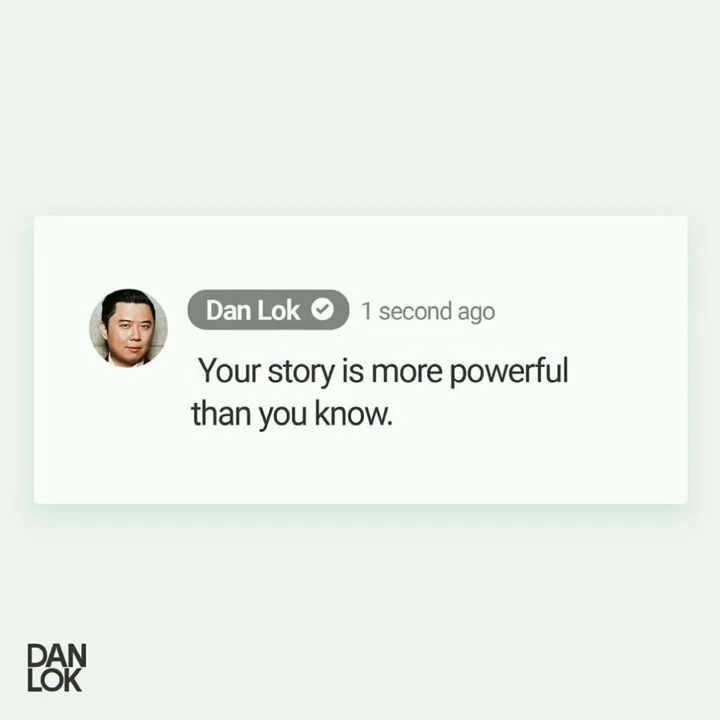 Dan Lok 1 second ago
Your story is more powerful
than you know.
DAN
LOK